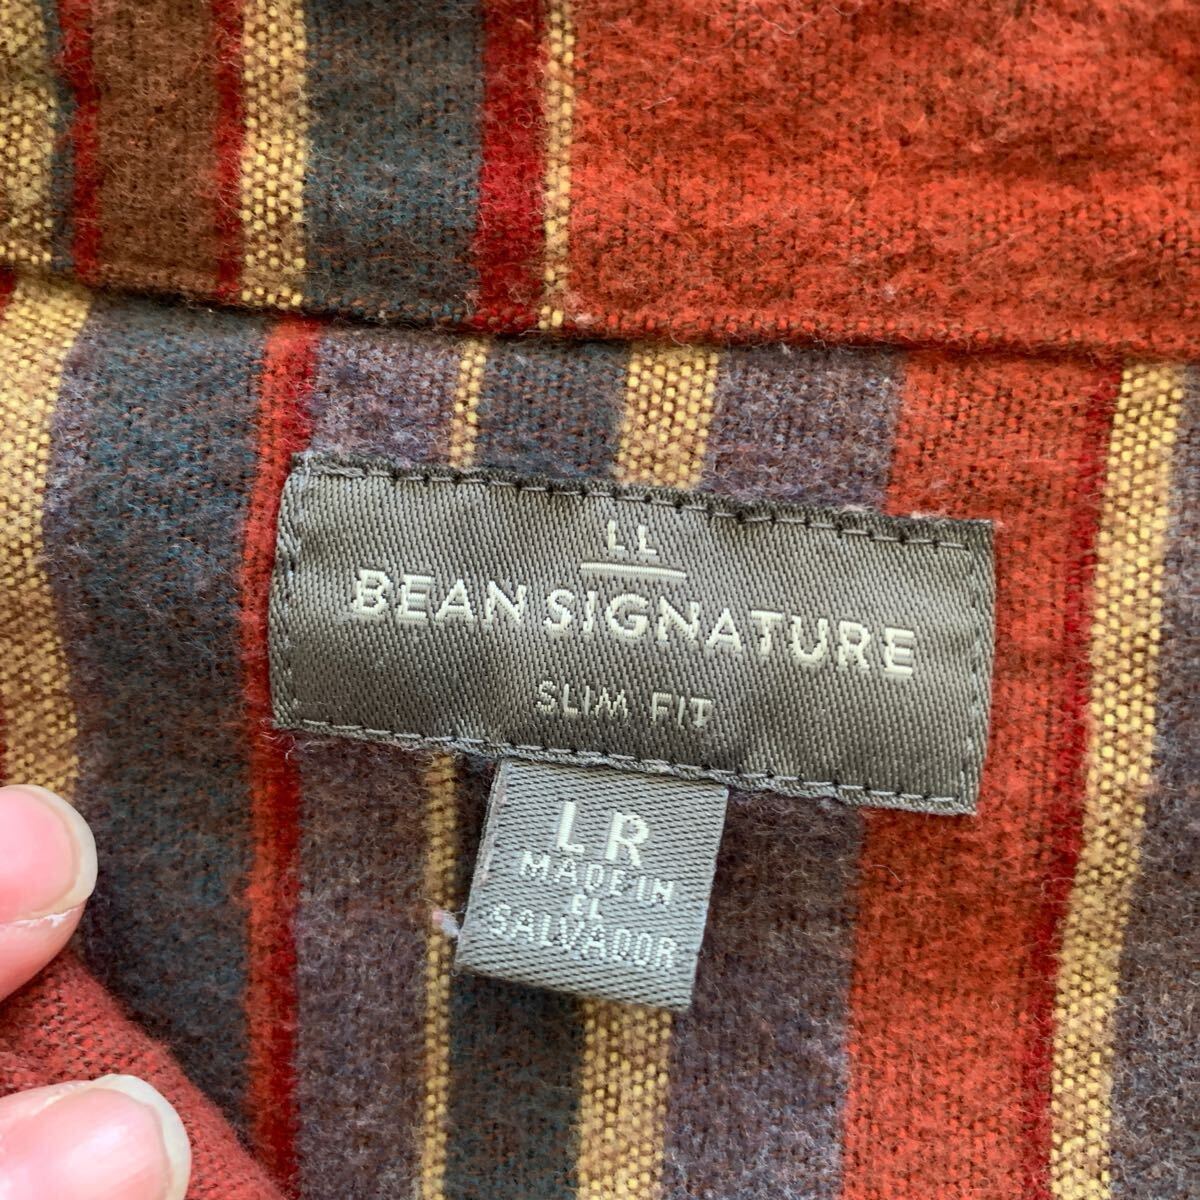 LL
BEAN SIGNATURE
SLIM FIT
LR
MADE IN
EL
SALVADOR